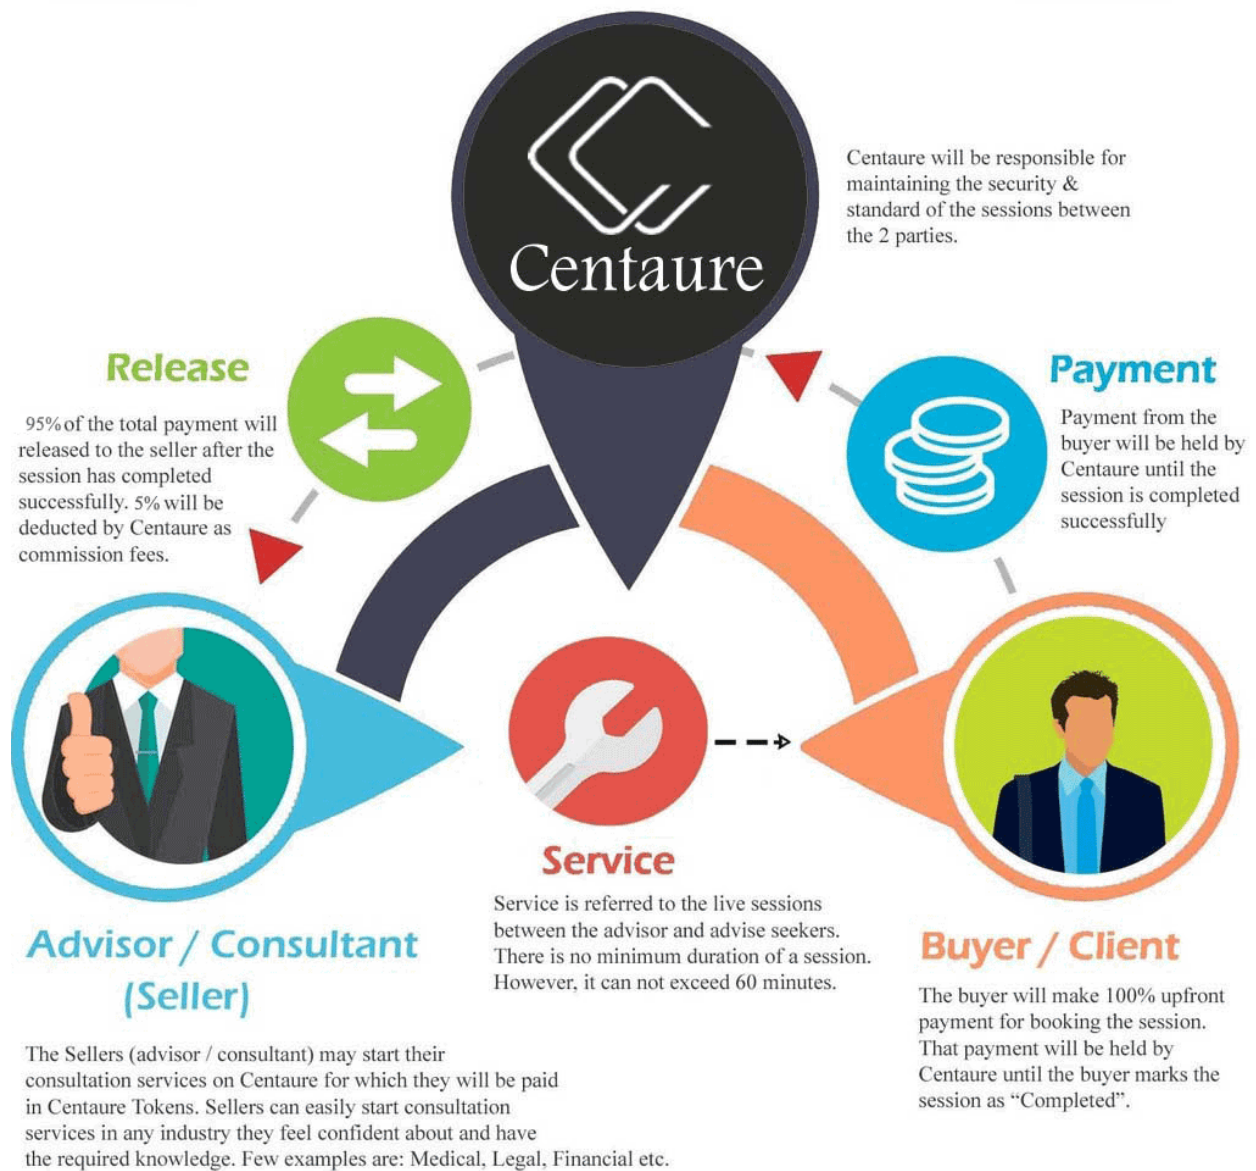 Centaure
Centaure will be responsible for
maintaining the security &
standard of the sessions between
the 2 parties.
Release
95% of the total payment will
released to the seller after the
session has completed
successfully. 5% will be
deducted by Centaure as
commission fees.
Payment
Payment from the
buyer will be held by
Centaure until the
session is completed
successfully
Service
Service is referred to the live sessions
between the advisor and advise seekers.
There is no minimum duration of a session.
However, it can not exceed 60 minutes.
Advisor / Consultant
(Seller)
The Sellers (advisor / consultant) may start their
consultation services on Centaure for which they will be paid
in Centaure Tokens. Sellers can easily start consultation
services in any industry they feel confident about and have
the required knowledge. Few examples are: Medical, Legal, Financial etc.
Buyer / Client
The buyer will make 100% upfront
payment for booking the session.
That payment will be held by
Centaure until the buyer marks the
session as “Completed”.